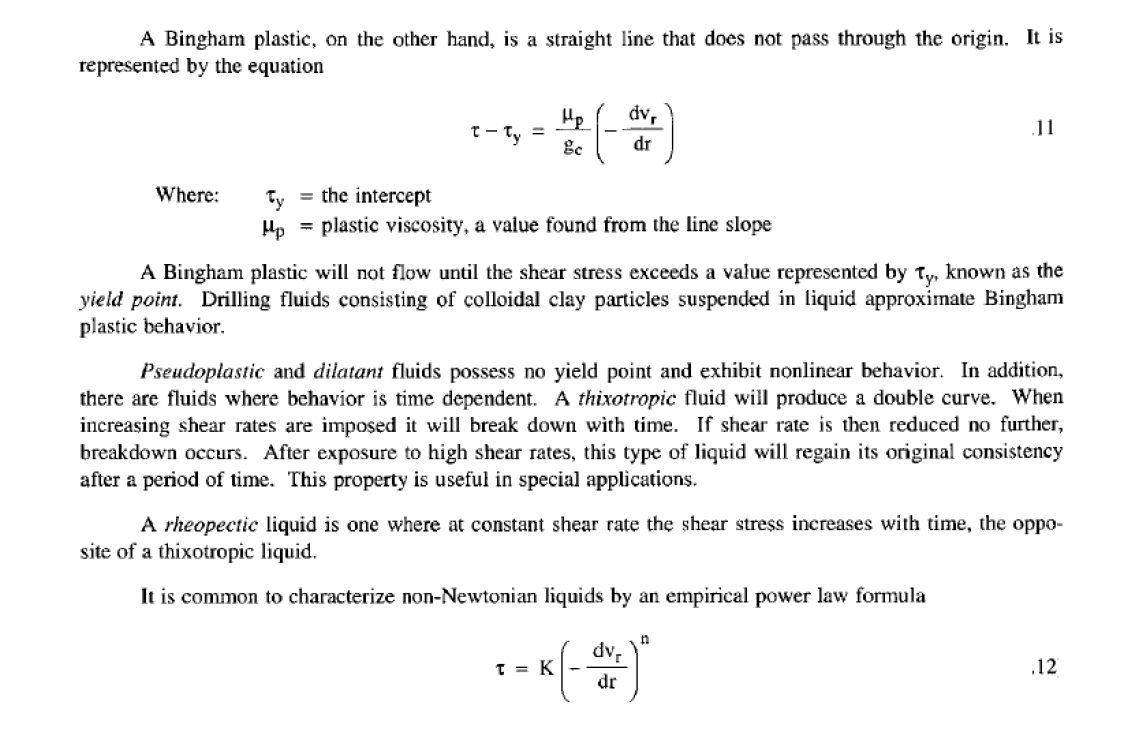 A Bingham plastic, on the other hand, is a straight line that does not pass through the origin. It is
represented by the equation
τ − τy = μp/gc (− dvr/dr) .11
Where: τy = the intercept
μp = plastic viscosity, a value found from the line slope
A Bingham plastic will not flow until the shear stress exceeds a value represented by τy, known as the
yield point. Drilling fluids consisting of colloidal clay particles suspended in liquid approximate Bingham
plastic behavior.
Pseudoplastic and dilatant fluids possess no yield point and exhibit nonlinear behavior. In addition,
there are fluids where behavior is time dependent. A thixotropic fluid will produce a double curve. When
increasing shear rates are imposed it will break down with time. If shear rate is then reduced no further,
breakdown occurs. After exposure to high shear rates, this type of liquid will regain its original consistency
after a period of time. This property is useful in special applications.
A rheopectic liquid is one where at constant shear rate the shear stress increases with time, the oppo-
site of a thixotropic liquid.
It is common to characterize non-Newtonian liquids by an empirical power law formula
τ = K (− dvr/dr)^n .12